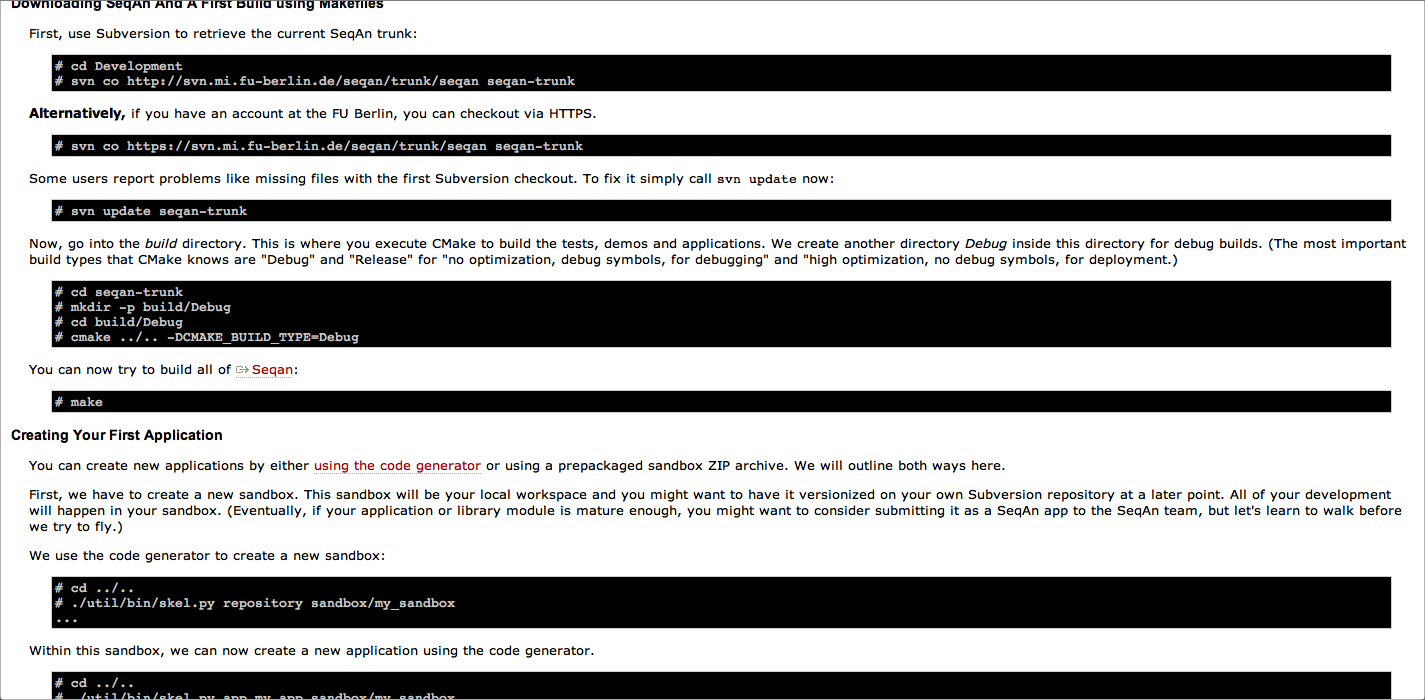 Downloading SeqAn And A First Build using Makefiles
First, use Subversion to retrieve the current SeqAn trunk:
# cd Development
# svn co http://svn.mi.fu-berlin.de/seqan/trunk/seqan seqan-trunk
Alternatively, if you have an account at the FU Berlin, you can checkout via HTTPS.
# svn co https://svn.mi.fu-berlin.de/seqan/trunk/seqan seqan-trunk
Some users report problems like missing files with the first Subversion checkout. To fix it simply call svn update now:
# svn update seqan-trunk
Now, go into the build directory. This is where you execute CMake to build the tests, demos and applications. We create another directory Debug inside this directory for debug builds. (The most important
build types that CMake knows are "Debug" and "Release" for "no optimization, debug symbols, for debugging" and "high optimization, no debug symbols, for deployment.)
# cd seqan-trunk
# mkdir -p build/Debug
# cd build/Debug
# cmake ../.. -DCMAKE_BUILD_TYPE=Debug
You can now try to build all of Seqan:
# make
Creating Your First Application
You can create new applications by either using the code generator or using a prepackaged sandbox ZIP archive. We will outline both ways here.
First, we have to create a new sandbox. This sandbox will be your local workspace and you might want to have it versionized on your own Subversion repository at a later point. All of your development
will happen in your sandbox. (Eventually, if your application or library module is mature enough, you might want to consider submitting it as a SeqAn app to the SeqAn team, but let's learn to walk before
we try to fly.)
We use the code generator to create a new sandbox:
# cd ../..
# ./util/bin/skel.py repository sandbox/my_sandbox
...
Within this sandbox, we can now create a new application using the code generator.
# cd ../..
# ./util/bin/skel.py app my_app sandbox/my_sandbox